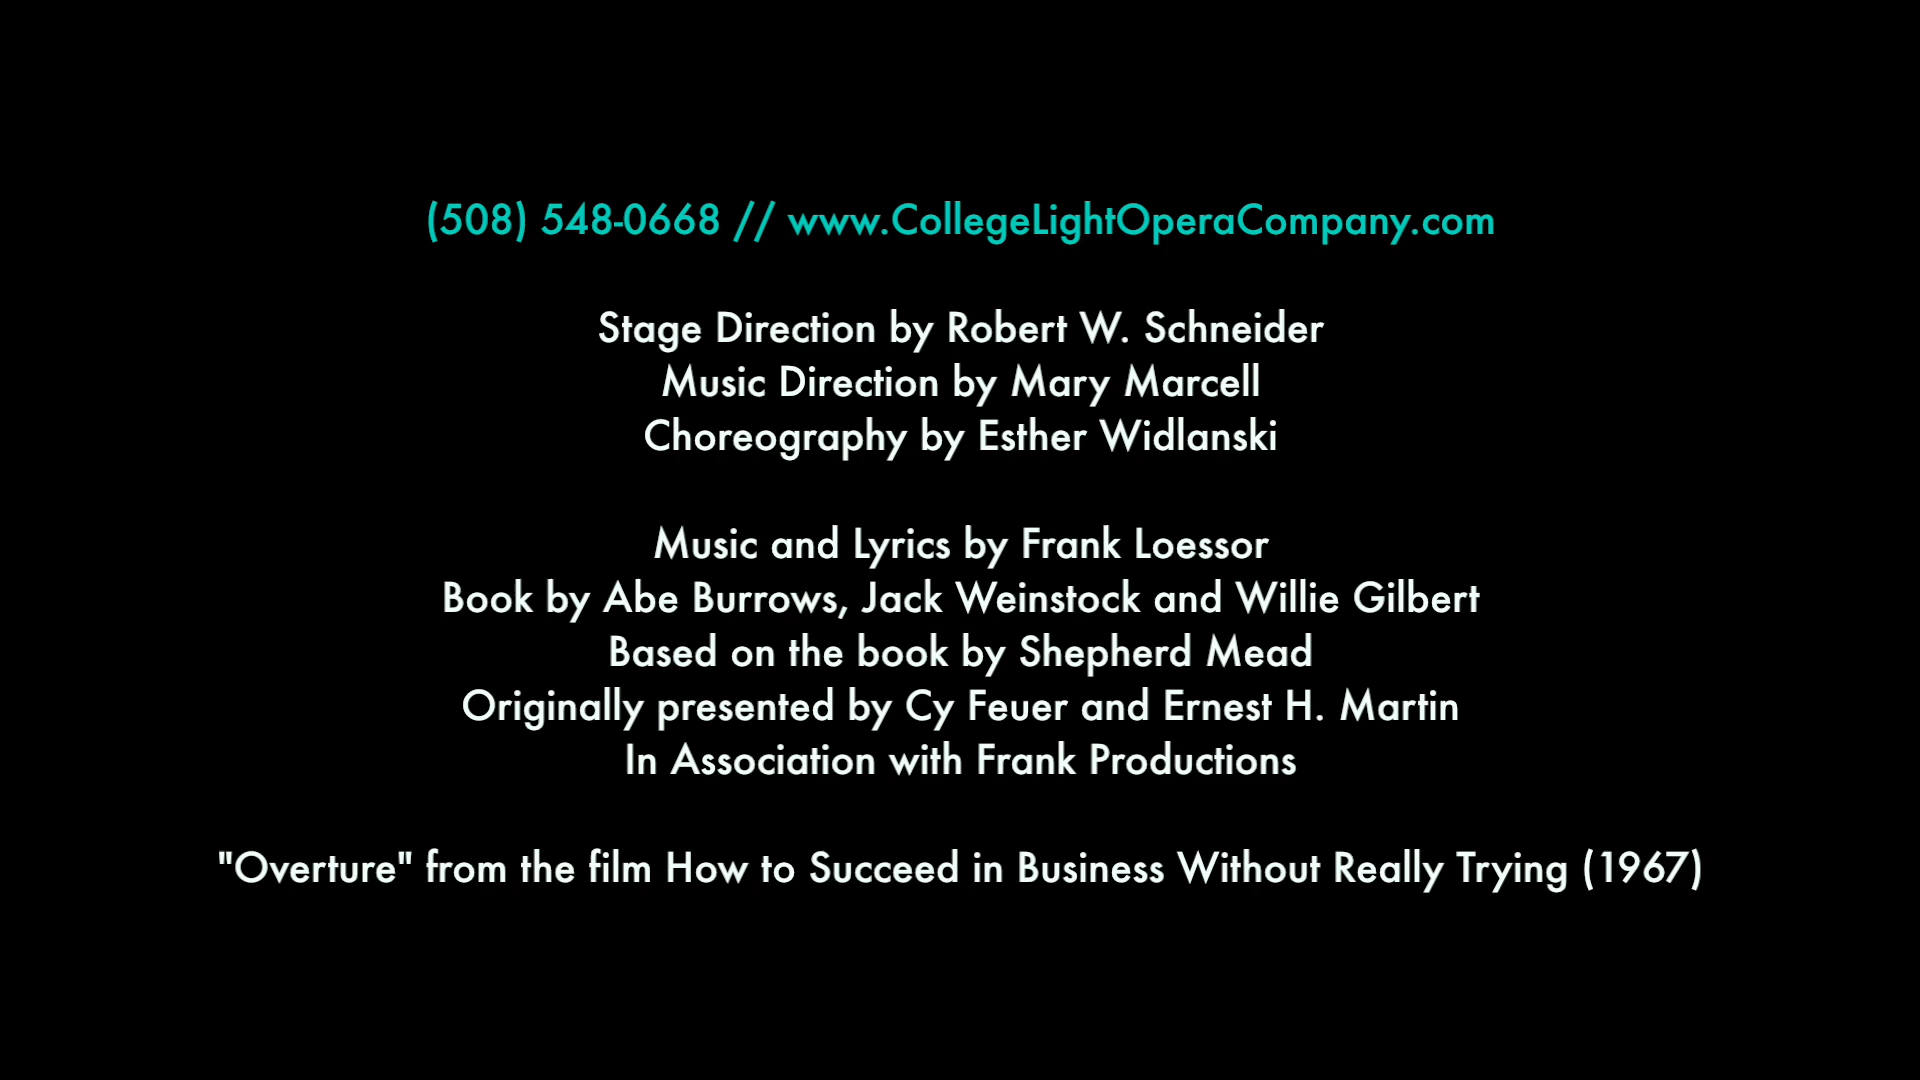 (508) 548-0668 // www.CollegeLightOperaCompany.com
Stage Direction by Robert W. Schneider
Music Direction by Mary Marcell
Choreography by Esther Widlanski
Music and Lyrics by Frank Loessor
Book by Abe Burrows, Jack Weinstock and Willie Gilbert
Based on the book by Shepherd Mead
Originally presented by Cy Feuer and Ernest H. Martin
In Association with Frank Productions
"Overture" from the film How to Succeed in Business Without Really Trying (1967)